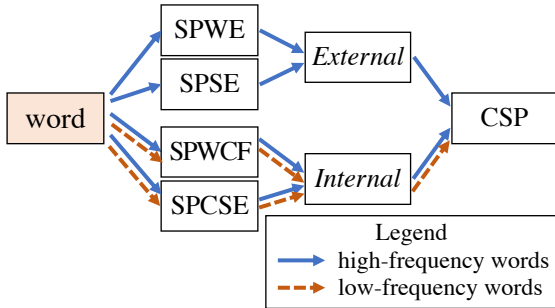 SPWE
External
SPSE
word
CSP
SPWCF
Internal
SPCSE
Legend
high-frequency words
low-frequency words